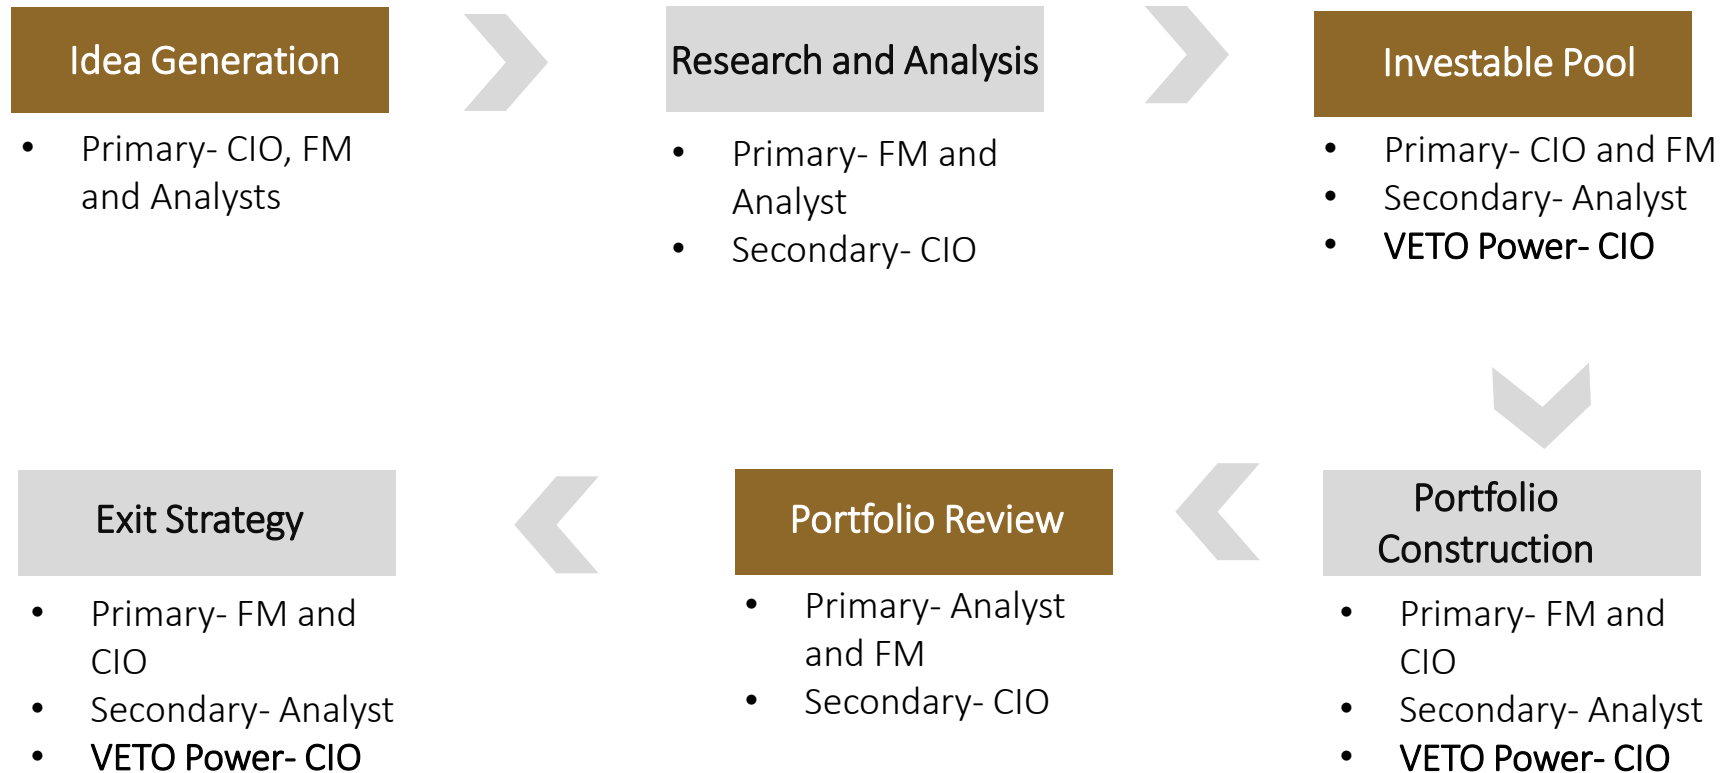 Idea Generation
• Primary- CIO, FM
and Analysts
Research and Analysis
• Primary- FM and
Analyst
• Secondary- CIO
Investable Pool
• Primary- CIO and FM
• Secondary- Analyst
• VETO Power- CIO
Portfolio
Construction
• Primary- FM and
CIO
• Secondary- Analyst
• VETO Power- CIO
Portfolio Review
• Primary- Analyst
and FM
• Secondary- CIO
Exit Strategy
• Primary- FM and
CIO
• Secondary- Analyst
• VETO Power- CIO